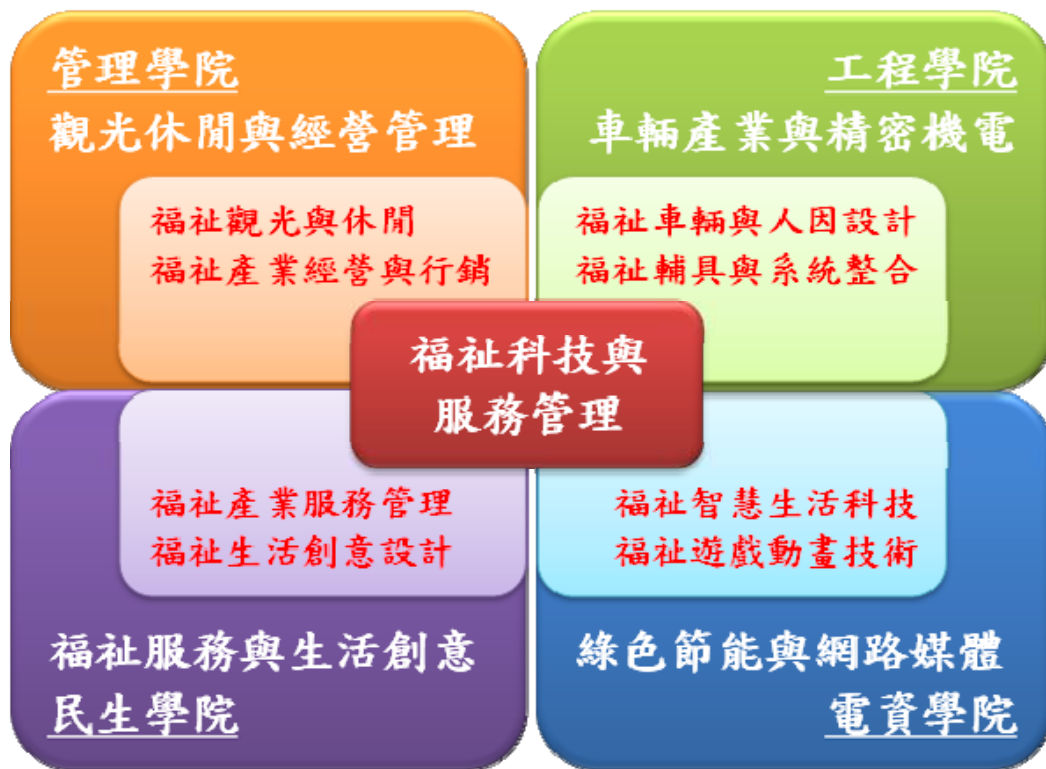 管理學院
觀光休閒與經營管理
福祉觀光與休閒
福祉產業經營與行銷
工程學院
車輛產業與精密機電
福祉車輛與人因設計
福祉輔具與系統整合
福祉科技與
服務管理
福祉產業服務管理
福祉生活創意設計
福祉服務與生活創意
民生學院
福祉智慧生活科技
福祉遊戲動畫技術
綠色節能與網路媒體
電資學院